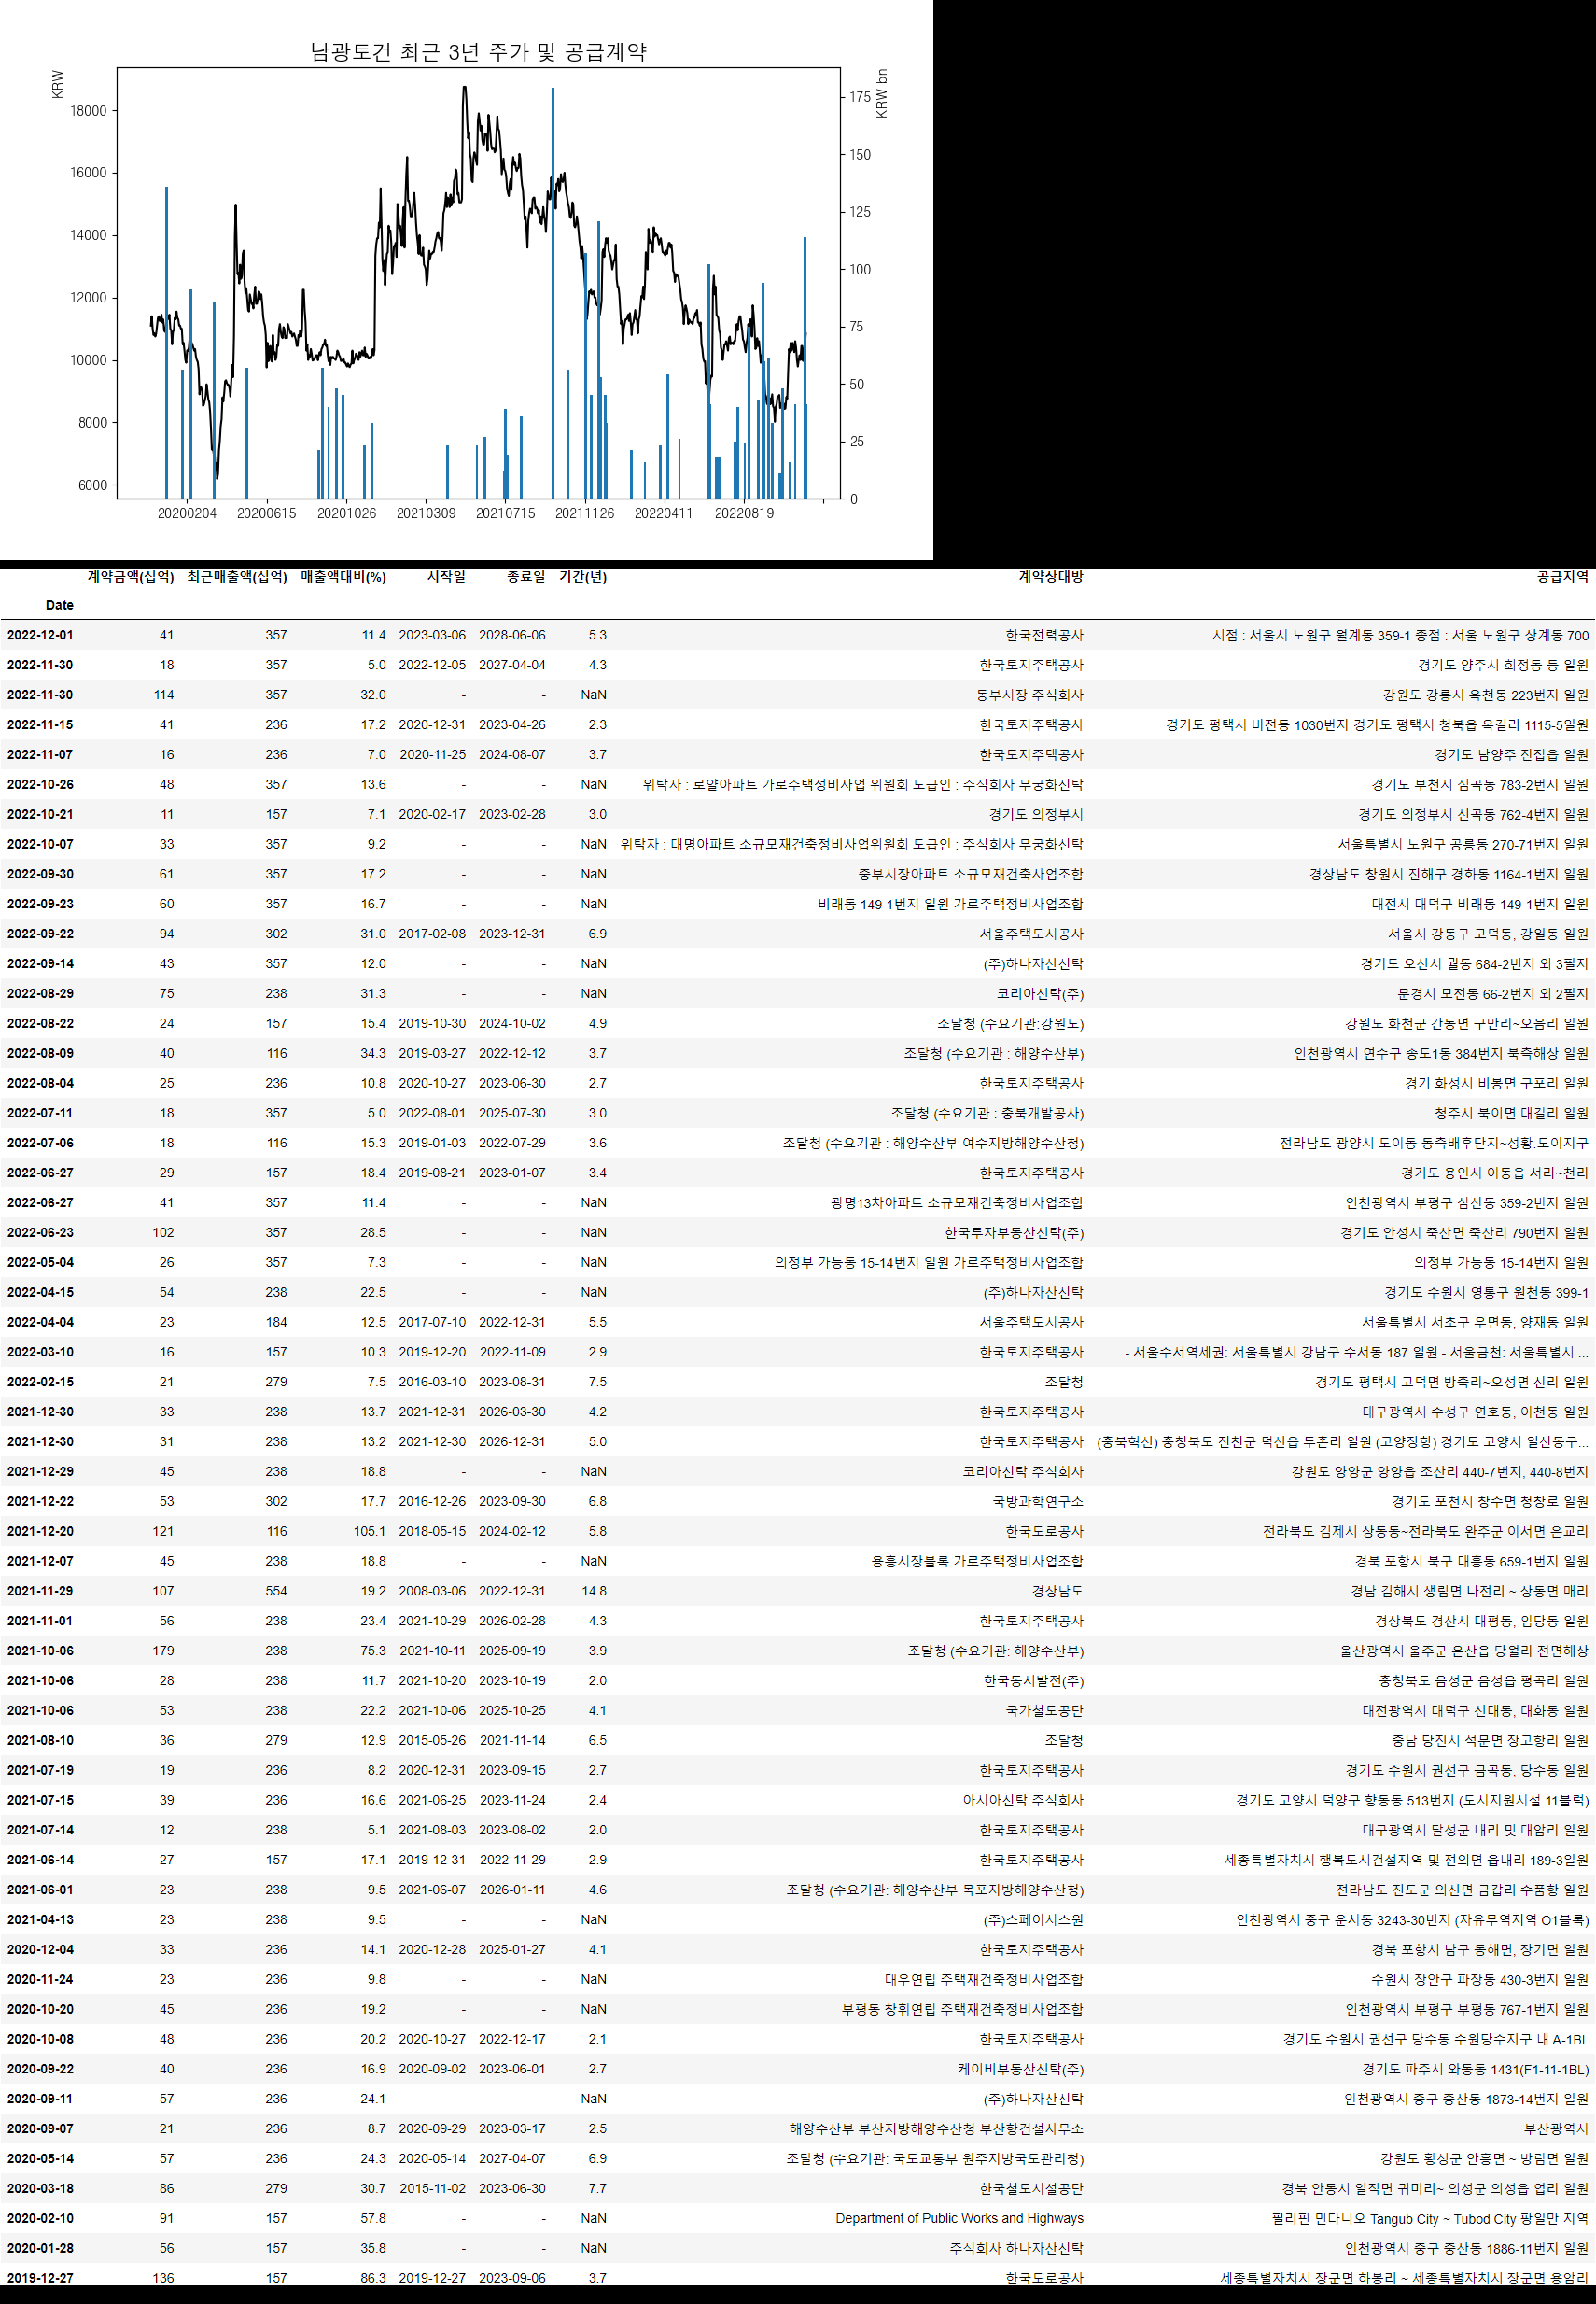 남광토건 최근 3년 주가 및 공급계약
KRW
KRW bn
18000
16000
14000
12000
10000
8000
6000
175
150
125
100
75
50
25
0
20200204 20200615 20201026 20210309 20210715 20211126 20220411 20220819
계약금액(십억) 최근매출액(십억) 매출액대비(%) 시작일 종료일 기간(년) 계약상대방 공급지역
Date
2022-12-01 41 357 11.4 2023-03-06 2028-06-06 5.3 한국전력공사 시점 : 서울시 노원구 월계동 359-1 종점 : 서울 노원구 상계동 700
2022-11-30 18 357 5.0 2022-12-05 2027-04-04 4.3 한국토지주택공사 경기도 양주시 회정동 등 일원
2022-11-30 114 357 32.0 - - NaN 동부시장 주식회사 강원도 강릉시 옥천동 223번지 일원
2022-11-15 41 236 17.2 2020-12-31 2023-04-26 2.3 한국토지주택공사 경기도 평택시 비전동 1030번지 경기도 평택시 청북읍 옥길리 1115-5일원
2022-11-07 16 236 7.0 2020-11-25 2024-08-07 3.7 한국토지주택공사 경기도 남양주 진접읍 일원
2022-10-26 48 357 13.6 - - NaN 위탁자 : 로얄아파트 가로주택정비사업 위원회 도급인 : 주식회사 무궁화신탁 경기도 부천시 심곡동 783-2번지 일원
2022-10-21 11 157 7.1 2020-02-17 2023-02-28 3.0 경기도 의정부시 경기도 의정부시 신곡동 762-4번지 일원
2022-10-07 33 357 9.2 - - NaN 위탁자 : 대명아파트 소규모재건축정비사업위원회 도급인 : 주식회사 무궁화신탁 서울특별시 노원구 공릉동 270-71번지 일원
2022-09-30 61 357 17.2 - - NaN 중부시장아파트 소규모재건축사업조합 경상남도 창원시 진해구 경화동 1164-1번지 일원
2022-09-23 60 357 16.7 - - NaN 비래동 149-1번지 일원 가로주택정비사업조합 대전시 대덕구 비래동 149-1번지 일원
2022-09-22 94 302 31.0 2017-02-08 2023-12-31 6.9 서울주택도시공사 서울시 강동구 고덕동, 강일동 일원
2022-09-14 43 357 12.0 - - NaN (주)하나자산신탁 경기도 오산시 궐동 684-2번지 외 3필지
2022-08-29 75 238 31.3 - - NaN 코리아신탁(주) 문경시 모전동 66-2번지 외 2필지
2022-08-22 24 157 15.4 2019-10-30 2024-10-02 4.9 조달청 (수요기관:강원도) 강원도 화천군 간동면 구만리~오음리 일원
2022-08-09 40 116 34.3 2019-03-27 2022-12-12 3.7 조달청 (수요기관 : 해양수산부) 인천광역시 연수구 송도1동 384번지 북측해상 일원
2022-08-04 25 236 10.8 2020-10-27 2023-06-30 2.7 한국토지주택공사 경기 화성시 비봉면 구포리 일원
2022-07-11 18 357 5.0 2022-08-01 2025-07-30 3.0 조달청 (수요기관 : 충북개발공사) 청주시 북이면 대길리 일원
2022-07-06 18 116 15.3 2019-01-03 2022-07-29 3.6 조달청 (수요기관 : 해양수산부 여수지방해양수산청) 전라남도 광양시 도이동 동측배후단지~성황.도이지구
2022-06-27 29 157 18.4 2019-08-21 2023-01-07 3.4 한국토지주택공사 경기도 용인시 이동읍 서리~천리
2022-06-27 41 357 11.4 - - NaN 광명13차아파트 소규모재건축정비사업조합 인천광역시 부평구 삼산동 359-2번지 일원
2022-06-23 102 357 28.5 - - NaN 한국투자부동산신탁(주) 경기도 안성시 죽산면 죽산리 790번지 일원
2022-05-04 26 357 7.3 - - NaN 의정부 가능동 15-14번지 일원 가로주택정비사업조합 의정부 가능동 15-14번지 일원
2022-04-15 54 238 22.5 - - NaN (주)하나자산신탁 경기도 수원시 영통구 원천동 399-1
2022-04-04 23 184 12.5 2017-07-10 2022-12-31 5.5 서울주택도시공사 서울특별시 서초구 우면동, 양재동 일원
2022-03-10 16 157 10.3 2019-12-20 2022-11-09 2.9 한국토지주택공사 - 서울수서역세권: 서울특별시 강남구 수서동 187 일원 - 서울금천: 서울특별시 ...
2022-02-15 21 279 7.5 2016-03-10 2023-08-31 7.5 조달청 경기도 평택시 고덕면 방축리~오성면 신리 일원
2021-12-30 33 238 13.7 2021-12-31 2026-03-30 4.2 한국토지주택공사 대구광역시 수성구 연호동, 이천동 일원
2021-12-30 31 238 13.2 2021-12-30 2026-12-31 5.0 한국토지주택공사 (충북혁신) 충청북도 진천군 덕산읍 두촌리 일원 (고양장항) 경기도 고양시 일산동구...
2021-12-29 45 238 18.8 - - NaN 코리아신탁 주식회사 강원도 양양군 양양읍 조산리 440-7번지, 440-8번지
2021-12-22 53 302 17.7 2016-12-26 2023-09-30 6.8 국방과학연구소 경기도 포천시 창수면 청창로 일원
2021-12-20 121 116 105.1 2018-05-15 2024-02-12 5.8 한국도로공사 전라북도 김제시 상동동~전라북도 완주군 이서면 은교리
2021-12-07 45 238 18.8 - - NaN 용흥시장블록 가로주택정비사업조합 경북 포항시 북구 대흥동 659-1번지 일원
2021-11-29 107 554 19.2 2008-03-06 2022-12-31 14.8 경상남도 경남 김해시 생림면 나전리 ~ 상동면 매리
2021-11-01 56 238 23.4 2021-10-29 2026-02-28 4.3 한국토지주택공사 경상북도 경산시 대평동, 임당동 일원
2021-10-06 179 238 75.3 2021-10-11 2025-09-19 3.9 조달청 (수요기관: 해양수산부) 울산광역시 울주군 온산읍 당월리 전면해상
2021-10-06 28 238 11.7 2021-10-20 2023-10-19 2.0 한국동서발전(주) 충청북도 음성군 음성읍 평곡리 일원
2021-10-06 53 238 22.2 2021-10-06 2025-10-25 4.1 국가철도공단 대전광역시 대덕구 신대동, 대화동 일원
2021-08-10 36 279 12.9 2015-05-26 2021-11-14 6.5 조달청 충남 당진시 석문면 장고항리 일원
2021-07-19 19 236 8.2 2020-12-31 2023-09-15 2.7 한국토지주택공사 경기도 수원시 권선구 금곡동, 당수동 일원
2021-07-15 39 236 16.6 2021-06-25 2023-11-24 2.4 아시아신탁 주식회사 경기도 고양시 덕양구 향동동 513번지 (도시지원시설 11블럭)
2021-07-14 12 238 5.1 2021-08-03 2023-08-02 2.0 한국토지주택공사 대구광역시 달성군 내리 및 대암리 일원
2021-06-14 27 157 17.1 2019-12-31 2022-11-29 2.9 한국토지주택공사 세종특별자치시 행복도시건설지역 및 전의면 읍내리 189-3일원
2021-06-01 23 238 9.5 2021-06-07 2026-01-11 4.6 조달청 (수요기관: 해양수산부 목포지방해양수산청) 전라남도 진도군 의신면 금갑리 수품항 일원
2021-04-13 23 238 9.5 - - NaN (주)스페이시스원 인천광역시 중구 운서동 3243-30번지 (자유무역지역 O1블록)
2020-12-04 33 236 14.1 2020-12-28 2025-01-27 4.1 한국토지주택공사 경북 포항시 남구 동해면, 장기면 일원
2020-11-24 23 236 9.8 - - NaN 대우연립 주택재건축정비사업조합 수원시 장안구 파장동 430-3번지 일원
2020-10-20 45 236 19.2 - - NaN 부평동 창휘연립 주택재건축정비사업조합 인천광역시 부평구 부평동 767-1번지 일원
2020-10-08 48 236 20.2 2020-10-27 2022-12-17 2.1 한국토지주택공사 경기도 수원시 권선구 당수동 수원당수지구 내 A-1BL
2020-09-22 40 236 16.9 2020-09-02 2023-06-01 2.7 케이비부동산신탁(주) 경기도 파주시 와동동 1431(F1-11-1BL)
2020-09-11 57 236 24.1 - - NaN (주)하나자산신탁 인천광역시 중구 중산동 1873-14번지 일원
2020-09-07 21 236 8.7 2020-09-29 2023-03-17 2.5 해양수산부 부산지방해양수산청 부산항건설사무소 부산광역시
2020-05-14 57 236 24.3 2020-05-14 2027-04-07 6.9 조달청 (수요기관: 국토교통부 원주지방국토관리청) 강원도 횡성군 안흥면 ~ 방림면 일원
2020-03-18 86 279 30.7 2015-11-02 2023-06-30 7.7 한국철도시설공단 경북 안동시 일직면 귀미리~ 의성군 의성읍 업리 일원
2020-02-10 91 157 57.8 - - NaN Department of Public Works and Highways 필리핀 민다나오 Tangub City ~ Tubod City 팡일만 지역
2020-01-28 56 157 35.8 - - NaN 주식회사 하나자산신탁 인천광역시 중구 중산동 1886-11번지 일원
2019-12-27 136 157 86.3 2019-12-27 2023-09-06 3.7 한국도로공사 세종특별자치시 장군면 하봉리 ~ 세종특별자치시 장군면 용암리